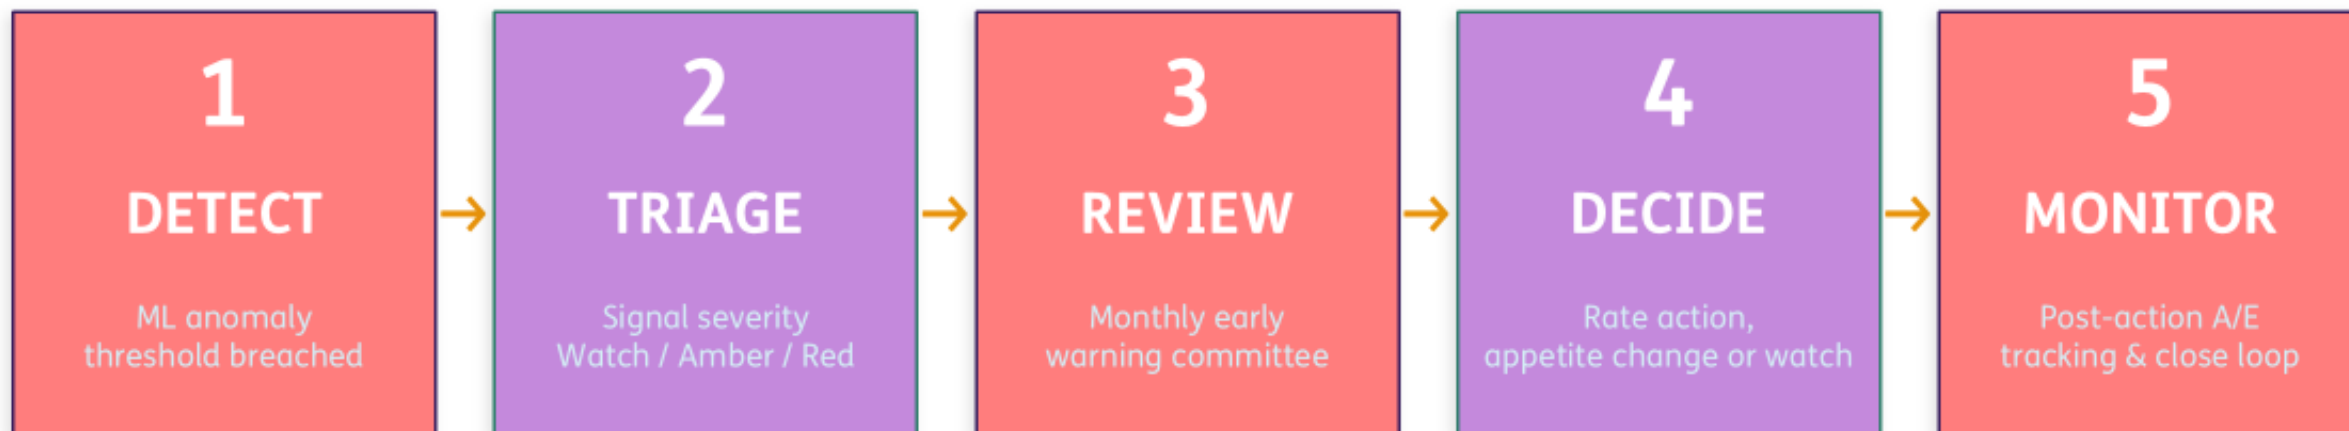 1
DETECT
ML anomaly
threshold breached
2
TRIAGE
Signal severity
Watch / Amber / Red
3
REVIEW
Monthly early
warning committee
4
DECIDE
Rate action,
appetite change or watch
5
MONITOR
Post-action A/E
tracking & close loop